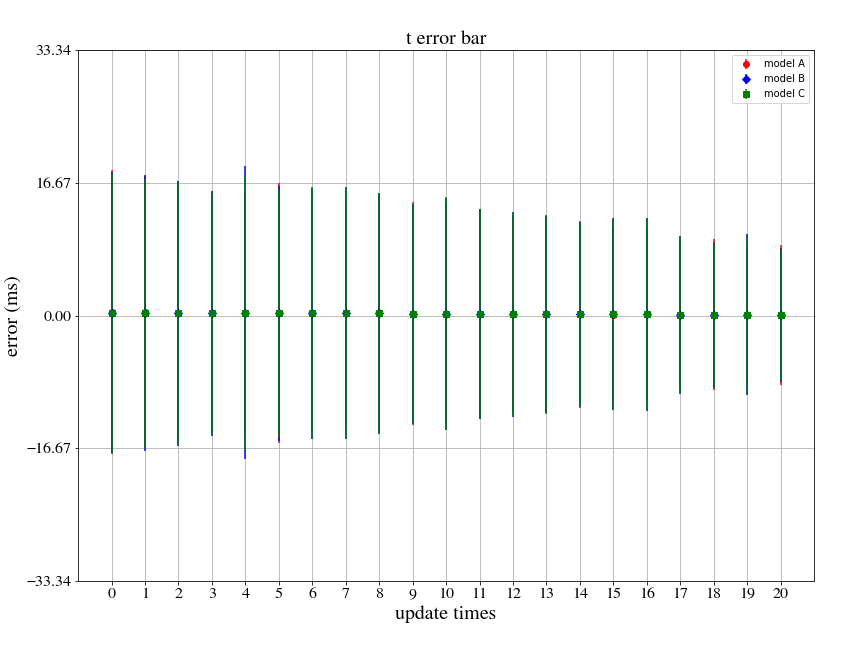 t error bar
33.34
model A
model B
model C
16.67
0.00
−16.67
−33.34
error (ms)
0 1 2 3 4 5 6 7 8 9 10 11 12 13 14 15 16 17 18 19 20
update times